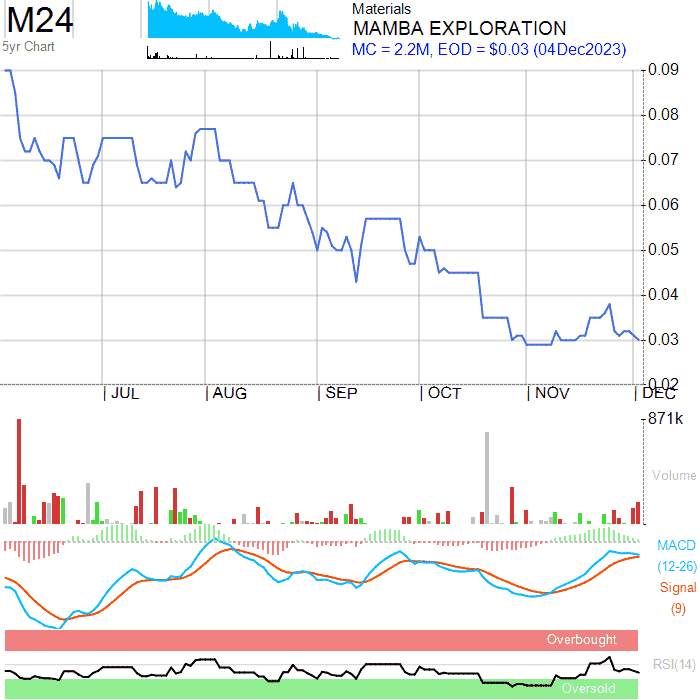 M24
5yr Chart
Materials
MAMBA EXPLORATION
MC = 2.2M, EOD = $0.03 (04Dec2023)
0.09
0.08
0.07
0.06
0.05
0.04
0.03
0.02
JUL AUG SEP OCT NOV DEC
871k
Volume
MACD
(12-26)
Signal
(9)
Overbought
RSI(14)
Oversold